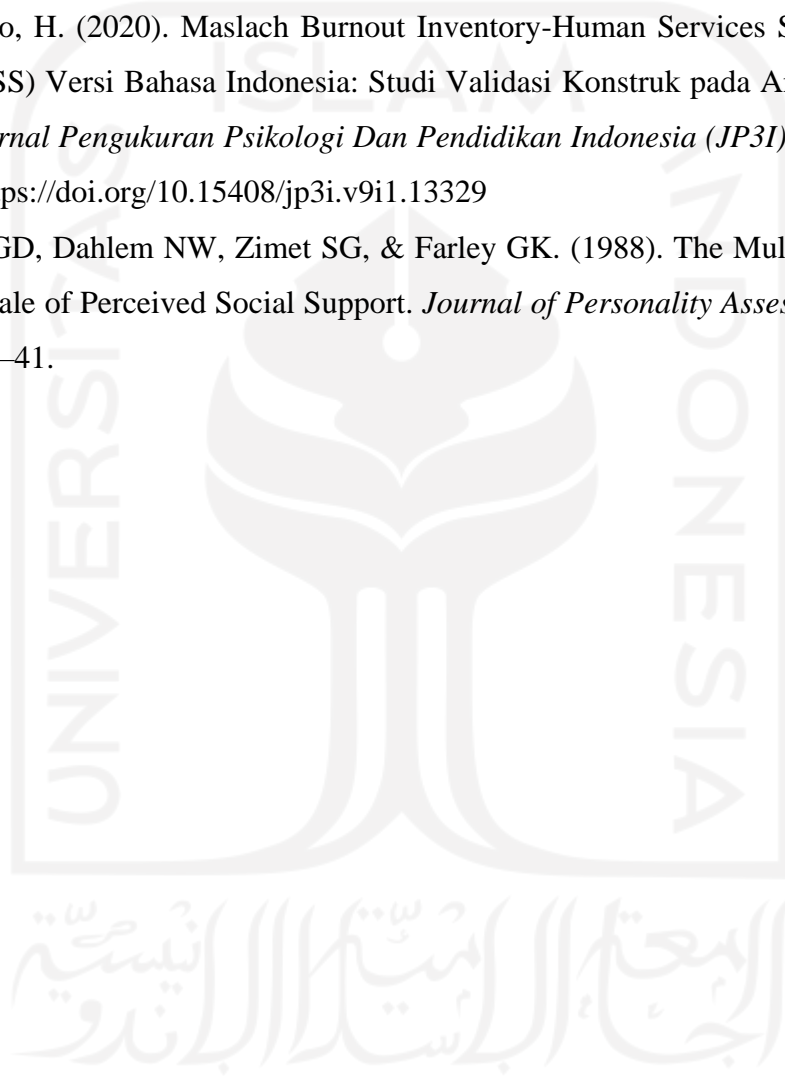 o, H. (2020). Maslach Burnout Inventory-Human Services S
SS) Versi Bahasa Indonesia: Studi Validasi Konstruk pada A
rnal Pengukuran Psikologi Dan Pendidikan Indonesia (JP3I)
ps://doi.org/10.15408/jp3i.v9i1.13329
GD, Dahlem NW, Zimet SG, & Farley GK. (1988). The Mul
ale of Perceived Social Support. Journal of Personality Asses
–41.
ISLAM
UNIVERSITAS
INDONESIA